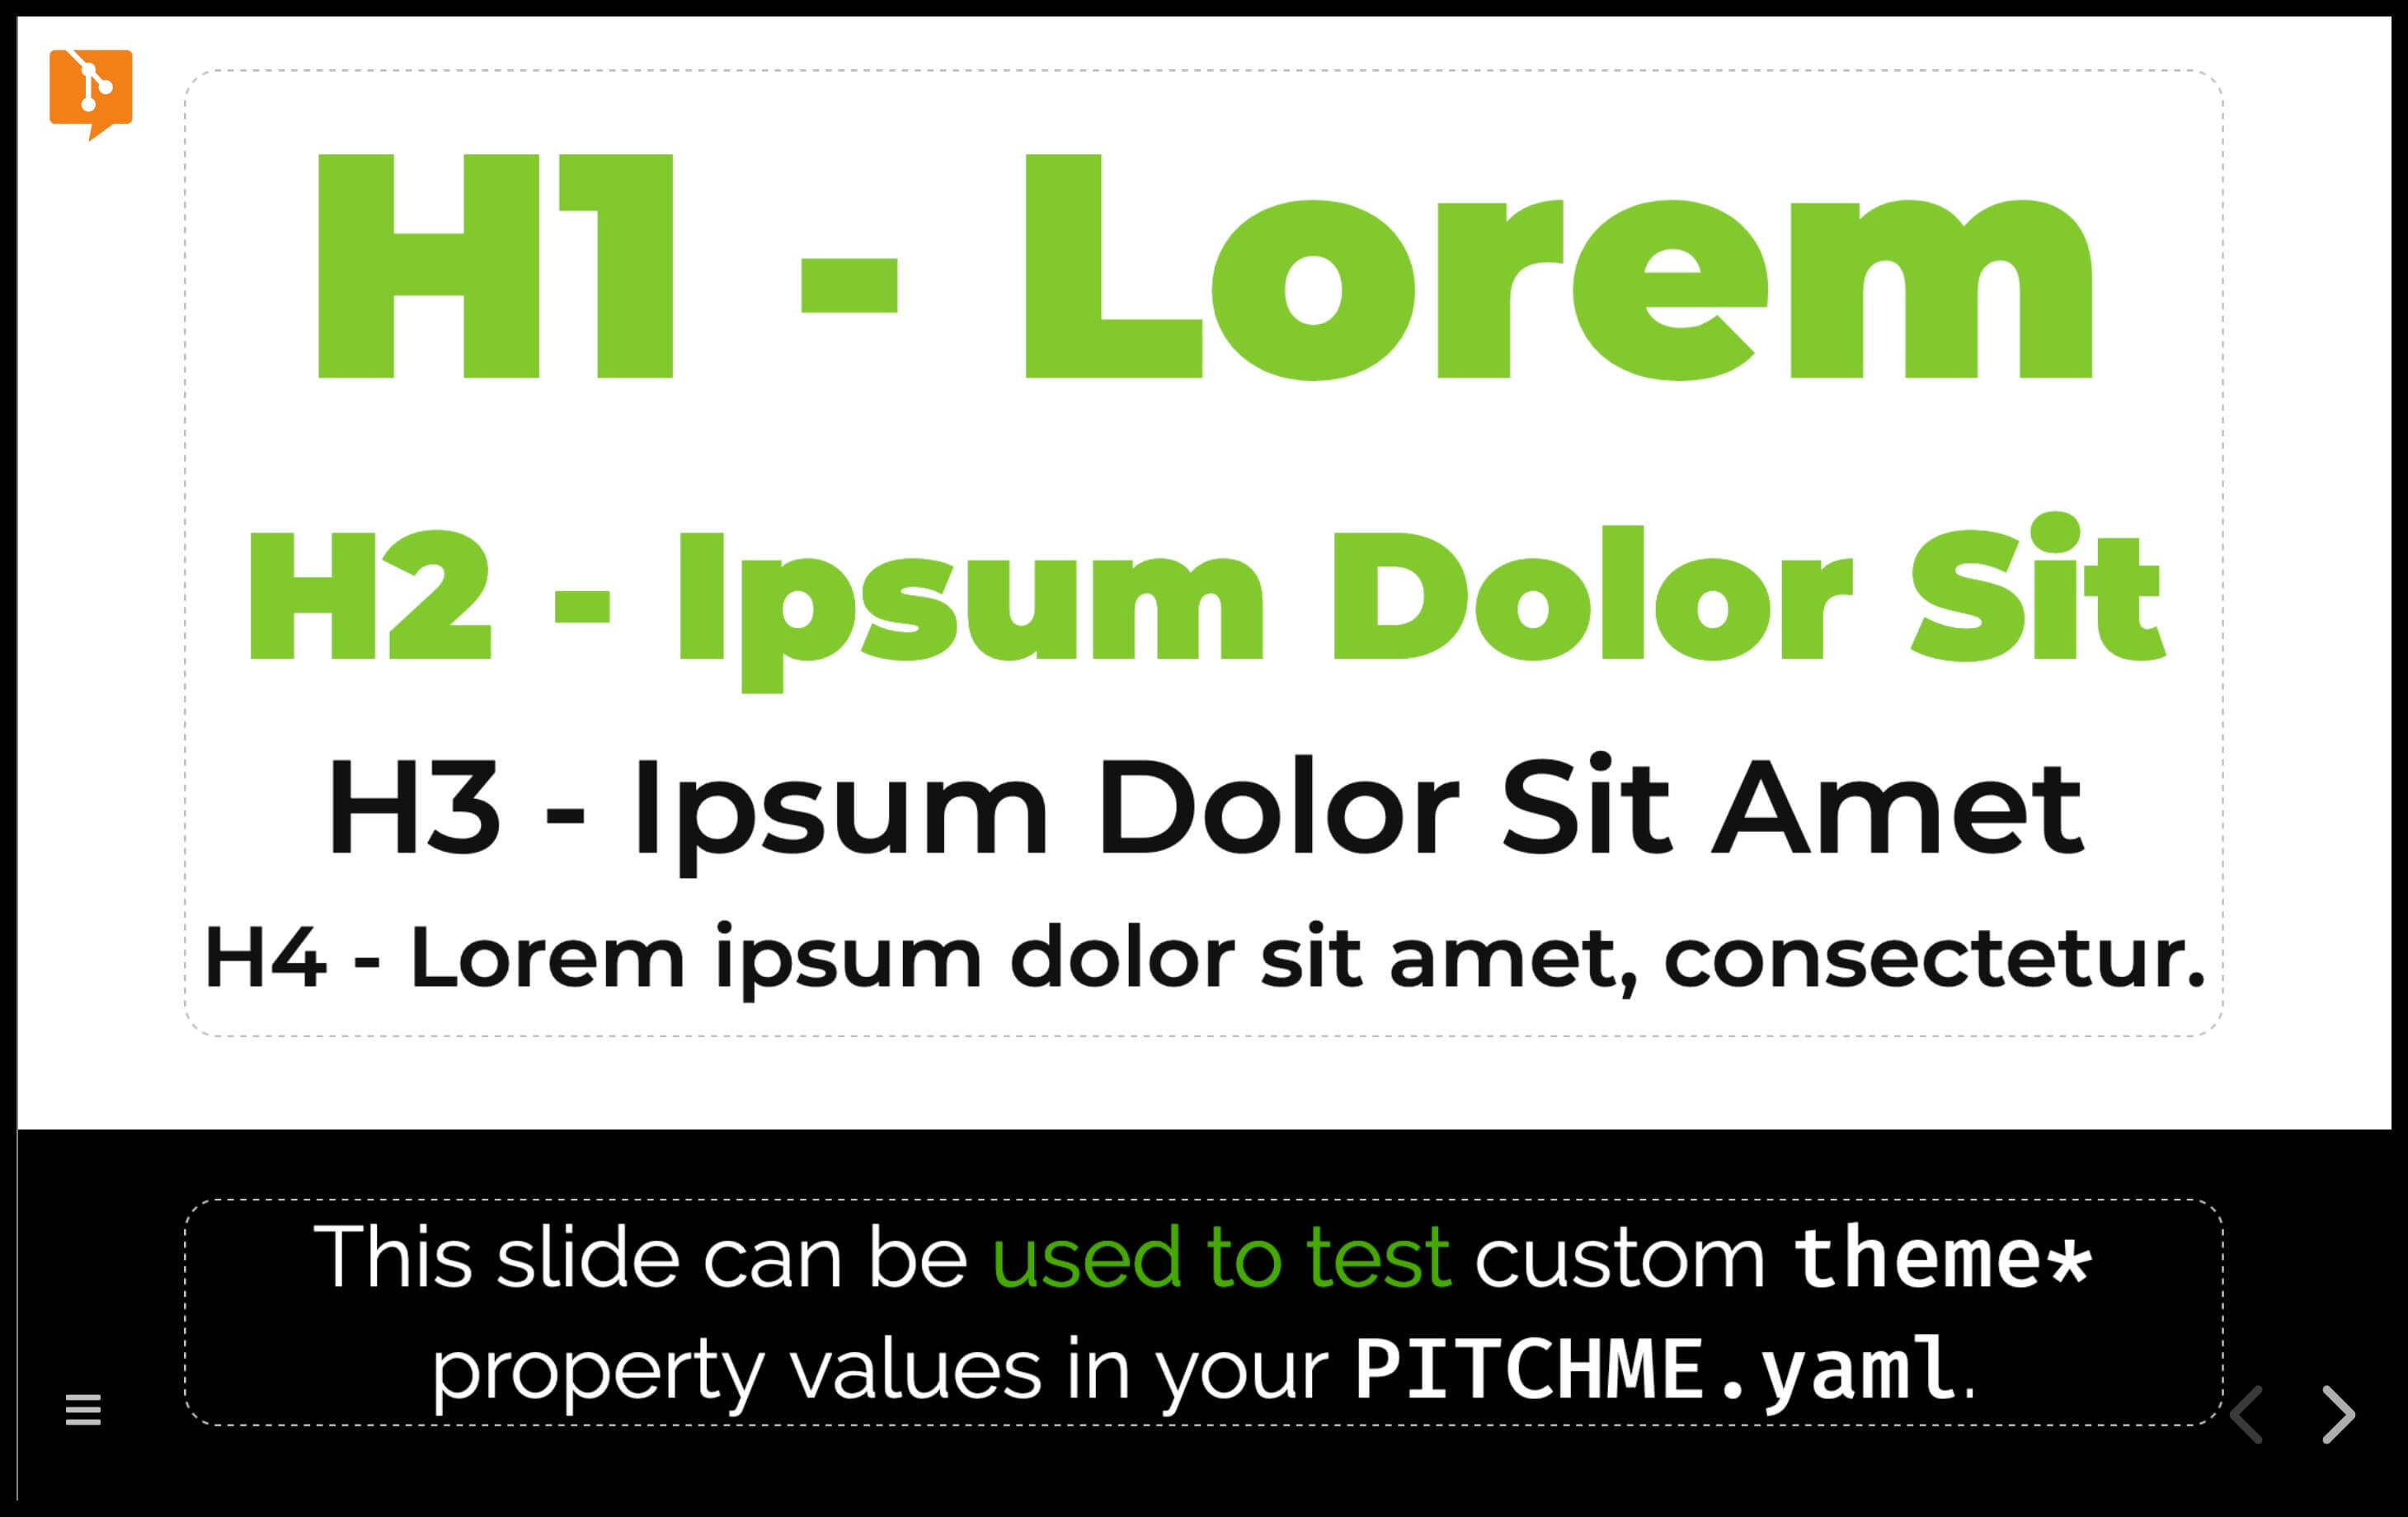 H1 - Lorem
H2 - Ipsum Dolor Sit
H3 - Ipsum Dolor Sit Amet
H4 - Lorem ipsum dolor sit amet, consectetur.
This slide can be used to test custom theme*
property values in your PITCHME.yaml.